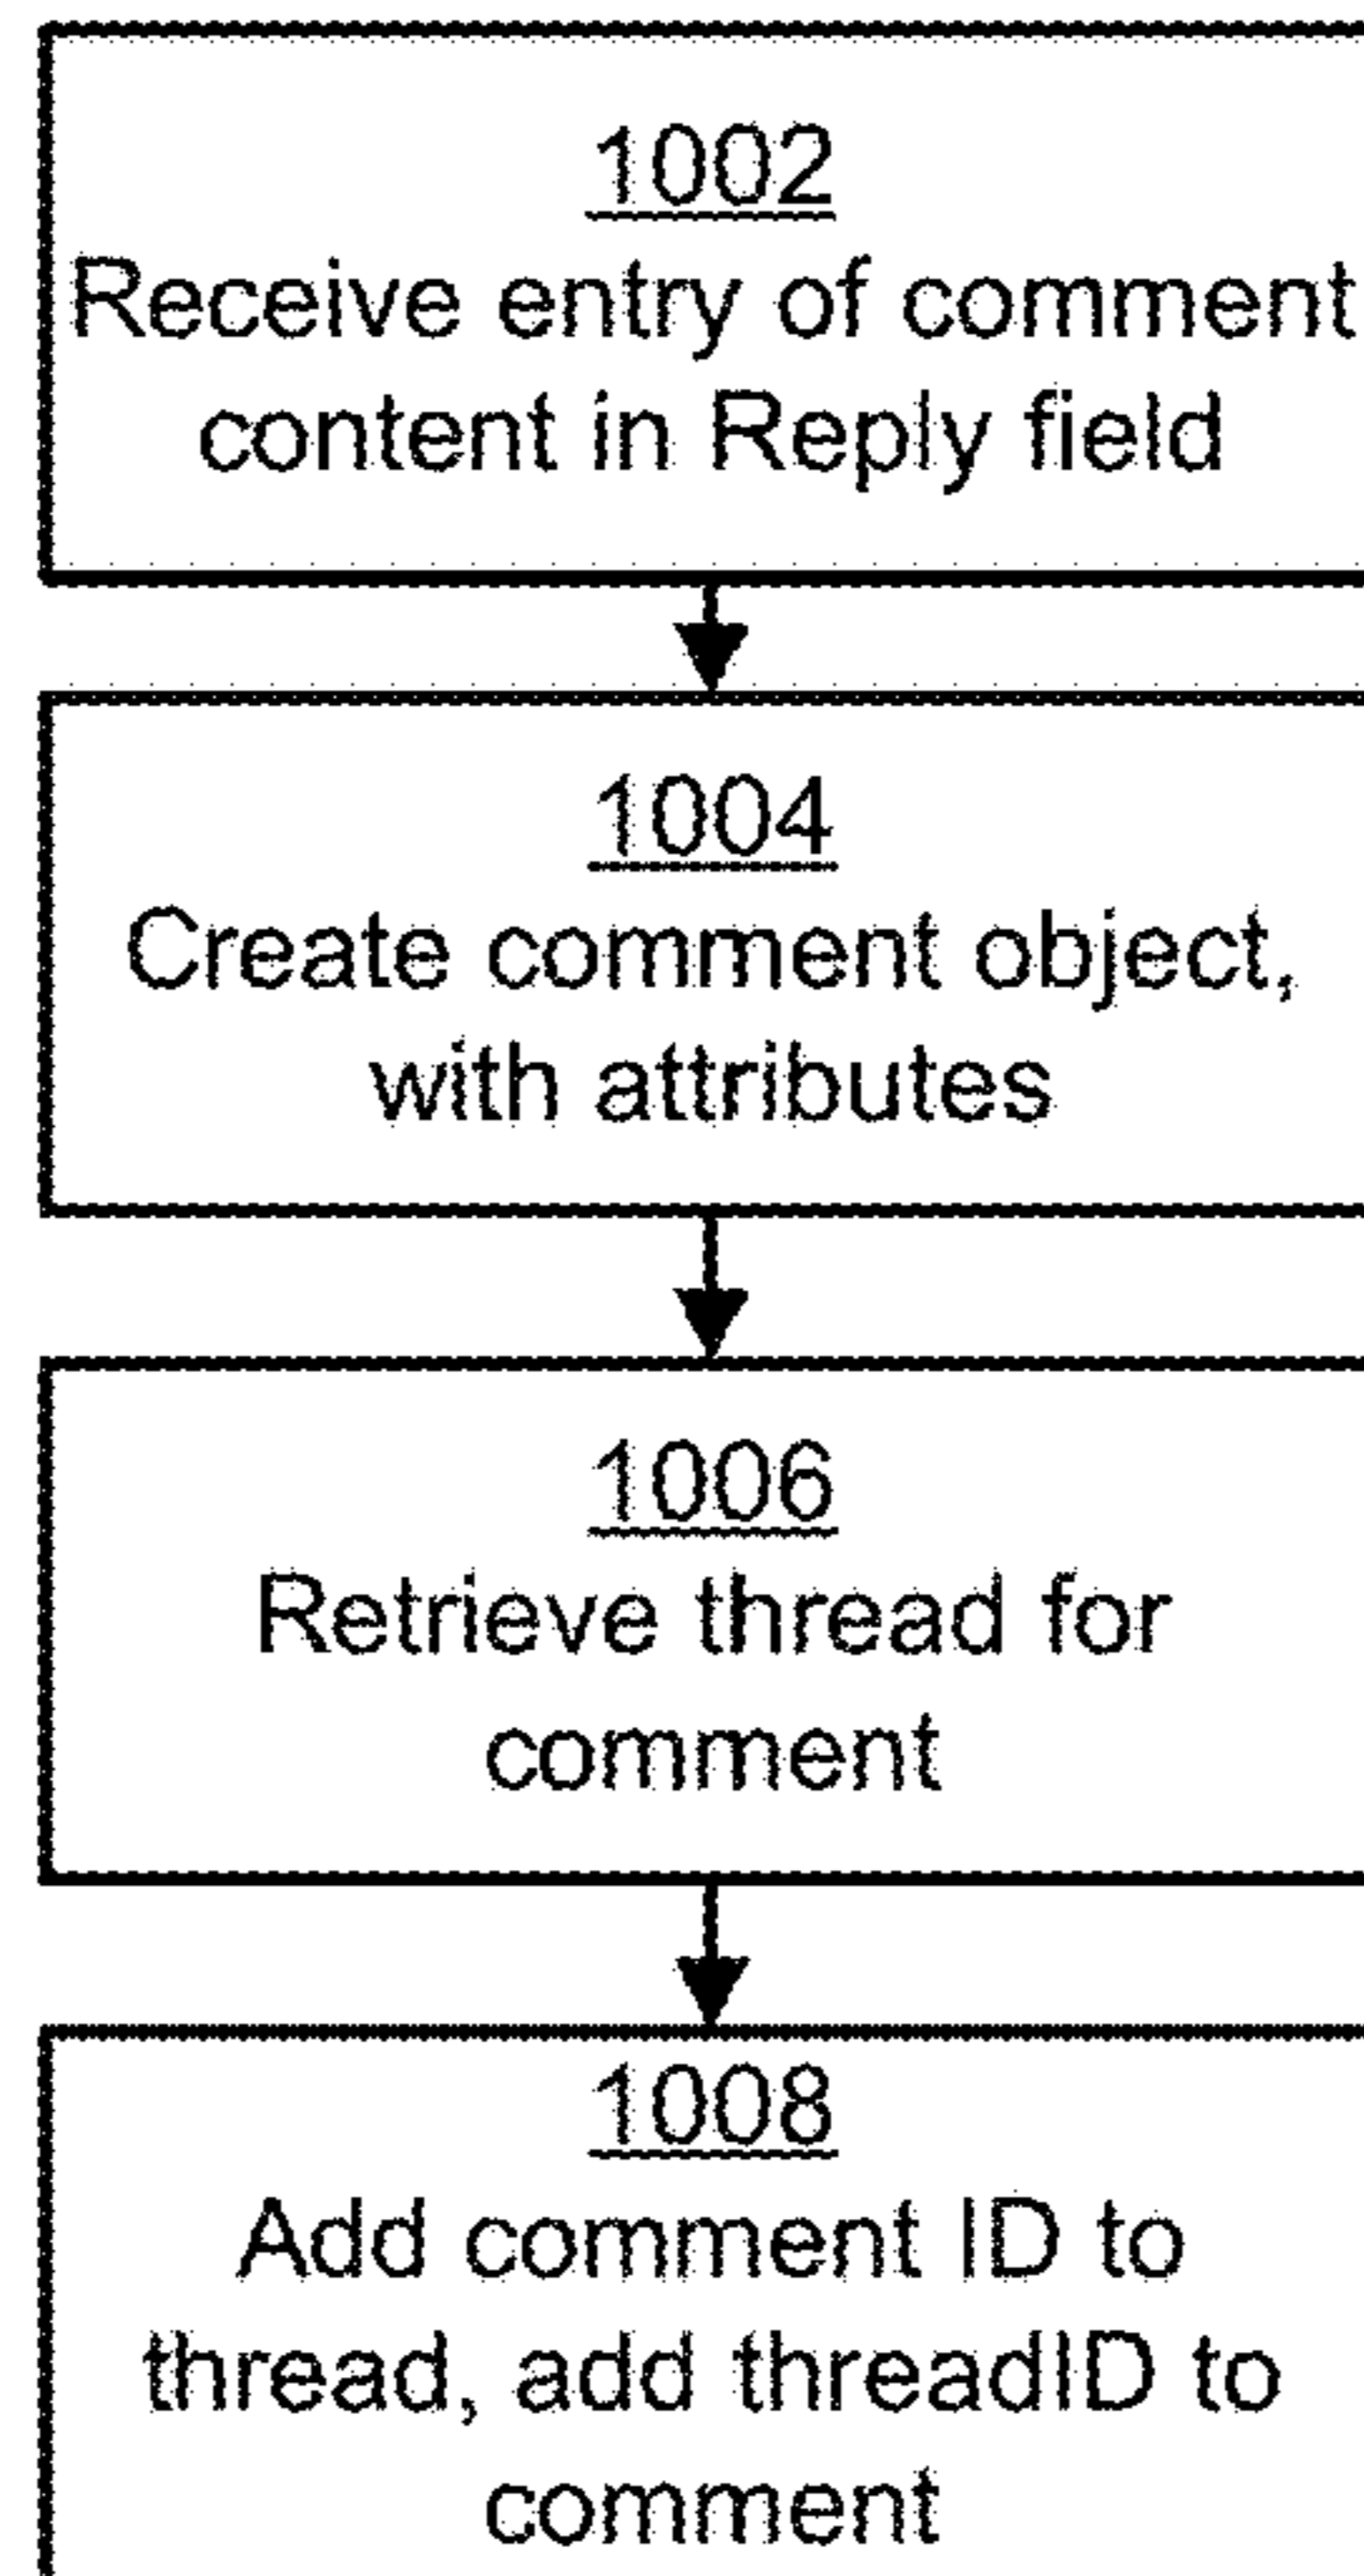 1002
Receive entry of comment
content in Reply field
1004
Create comment object,
with attributes
1006
Retrieve thread for
comment
1008
Add comment ID to
thread, add threadID to
comment